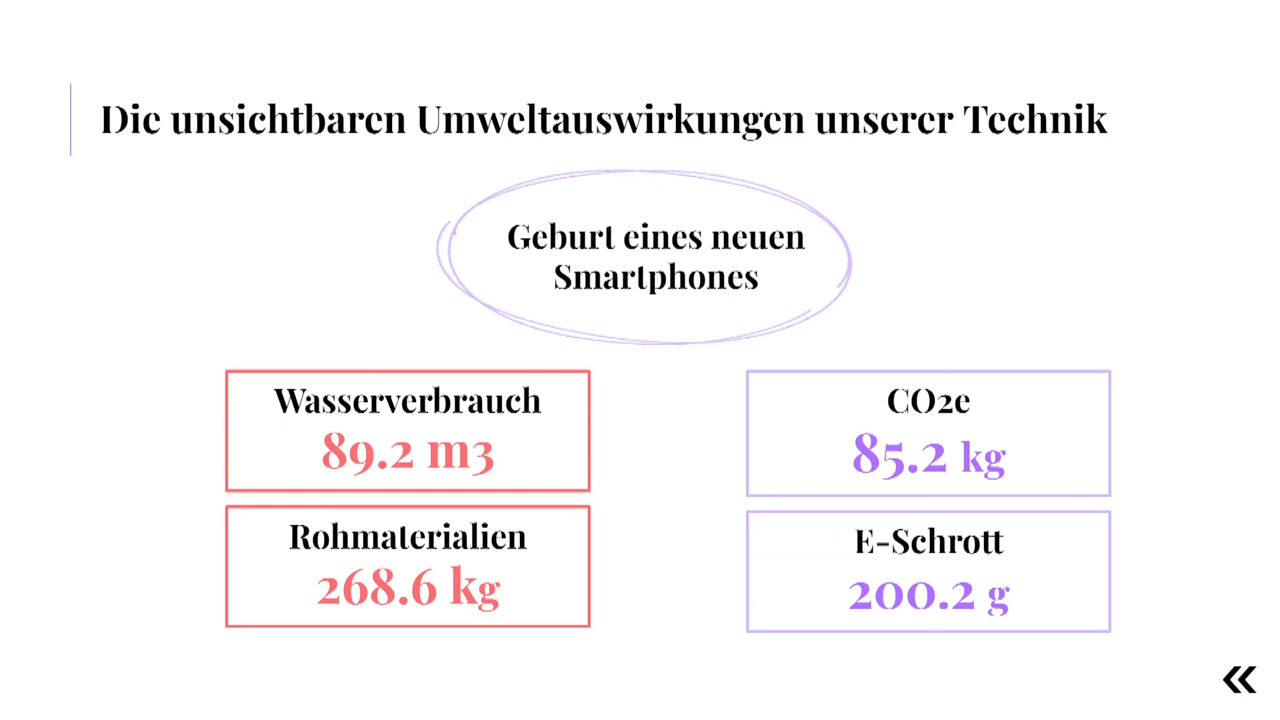 Die unsichtbaren Umweltauswirkungen unserer Technik
Geburt eines neuen
Smartphones
Wasserverbrauch
89.2 m3
Rohmaterialien
268.6 kg
CO2e
85.2 kg
E-Schrott
200.2 g